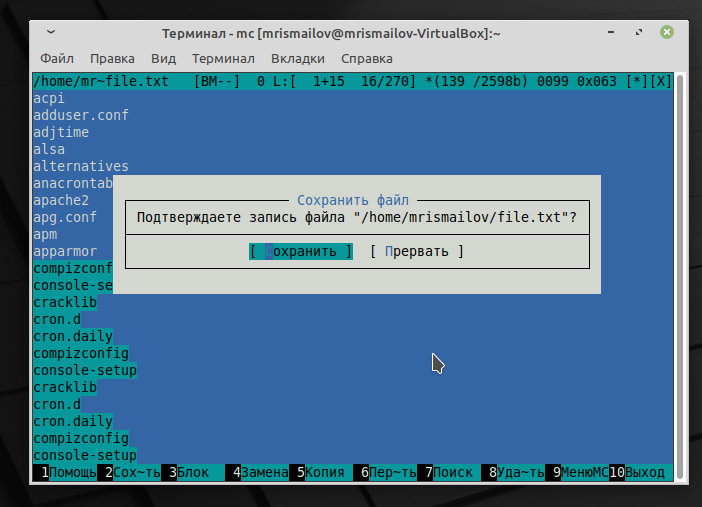 Терминал - mc [mrismailov@mrismailov-VirtualBox]:~
Файл Правка Вид Терминал Вкладки Справка
/home/mr~file.txt [BM--] 0 L:[ 1+15 16/270] *(139 /2598b) 0099 0x063 [*][X]
acpi
adduser.conf
adjtime
alsa
alternatives
anacrontab
apache2
Сохранить файл
apg.conf
Подтверждаете запись файла "/home/mrismailov/file.txt"?
apm
apparmor
[ Сохранить ] [ Прервать ]
compizconf
console-se
cracklib
cron.d
cron.daily
compizconfig
console-setup
cracklib
cron.d
cron.daily
compizconfig
console-setup
1Помощь 2Сох~ть 3Блок 4Замена 5Копия 6Пер~ть 7Поиск 8Уда~ть 9МенюMC 10Выход